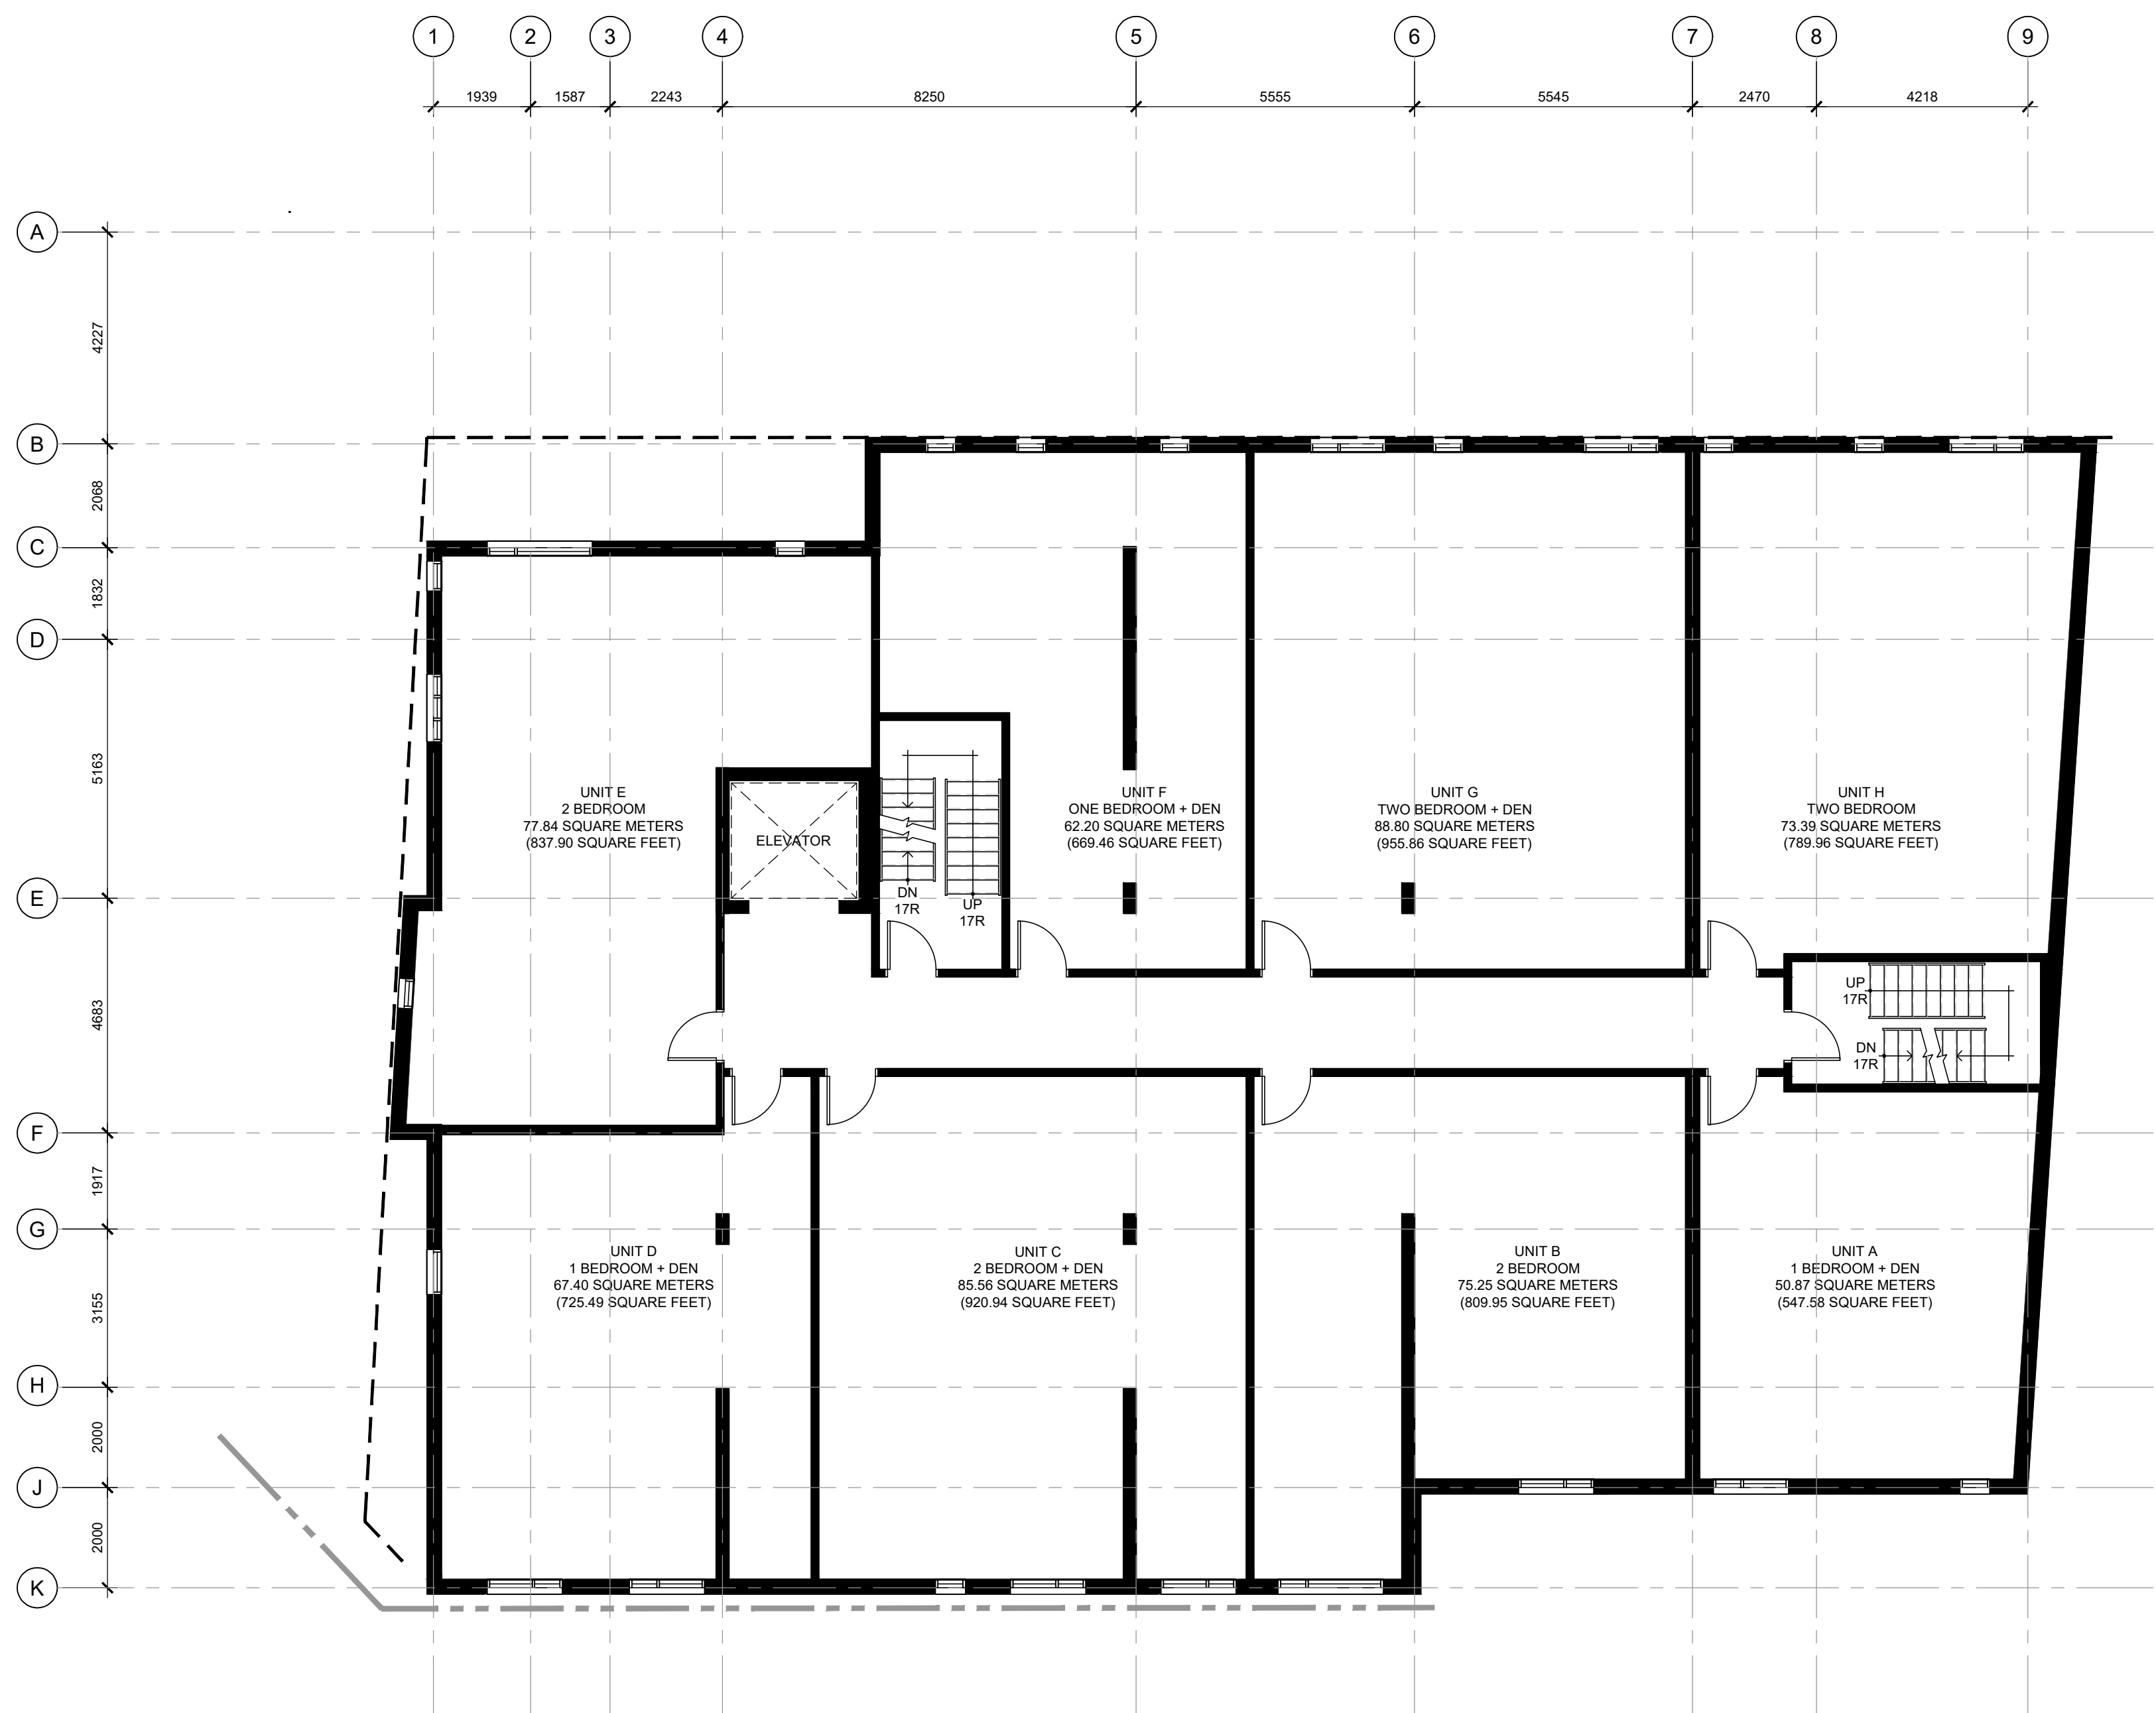 1 2 3 4 5 6 7 8 9
1939 1587 2243 8250 5555 5545 2470 4218
A
4227
B
2068
C
1832
D
5163
E
4683
F
1917
G
3155
H
2000
J
2000
K
UNIT E
2 BEDROOM
77.84 SQUARE METERS
(837.90 SQUARE FEET)
ELEVATOR
DN
17R
UP
17R
UNIT F
ONE BEDROOM + DEN
62.20 SQUARE METERS
(669.46 SQUARE FEET)
UNIT G
TWO BEDROOM + DEN
88.80 SQUARE METERS
(955.86 SQUARE FEET)
UNIT H
TWO BEDROOM
73.39 SQUARE METERS
(789.96 SQUARE FEET)
UP
17R
DN
17R
UNIT D
1 BEDROOM + DEN
67.40 SQUARE METERS
(725.49 SQUARE FEET)
UNIT C
2 BEDROOM + DEN
85.56 SQUARE METERS
(920.94 SQUARE FEET)
UNIT B
2 BEDROOM
75.25 SQUARE METERS
(809.95 SQUARE FEET)
UNIT A
1 BEDROOM + DEN
50.87 SQUARE METERS
(547.58 SQUARE FEET)